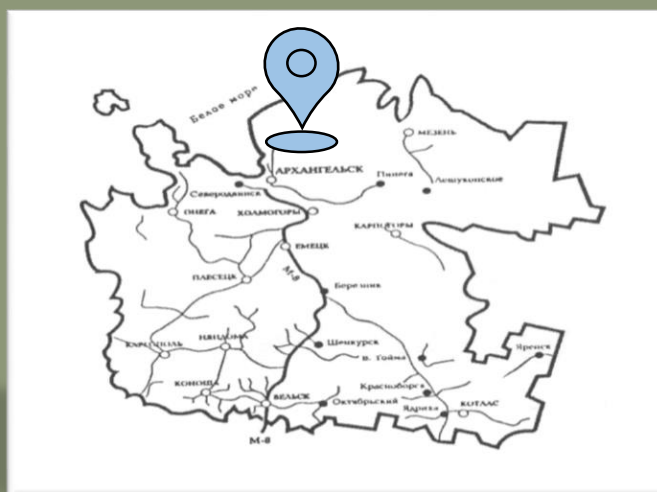 Белое море
МЕЗЕНЬ
АРХАНГЕЛЬСК
Пинега
Лешуконское
Северодвинск
ОНЕГА
ХОЛМОГОРЫ
КАРПОГОРЫ
ЕМЕЦК
ПЛЕСЕЦК
М-8
Березник
КАРГОПОЛЬ
НЯНДОМА
Шенкурск
В. Тойма
Яренск
КОНОША
Красноборск
ВЕЛЬСК
Октябрьский
Ядриха
КОТЛАС
М-8